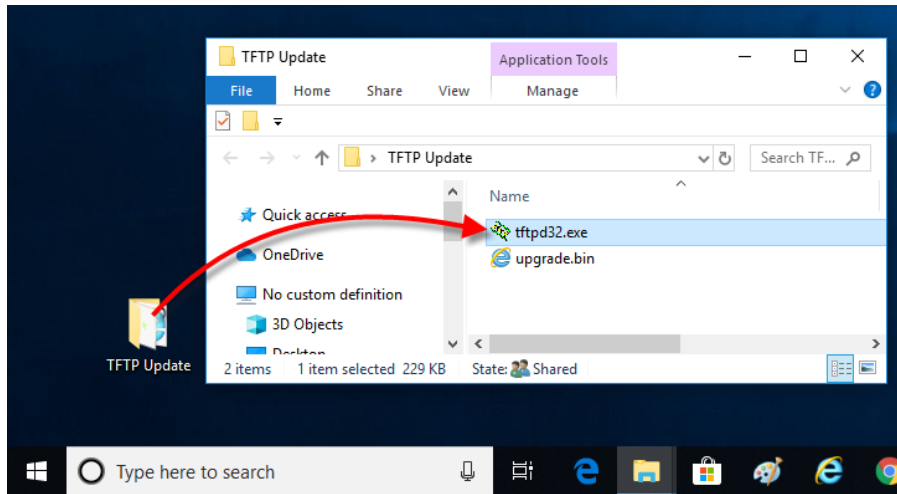 TFTP Update
Application Tools
File Home Share View Manage
TFTP Update
Search TF...
Name
Quick access
tftpd32.exe
OneDrive
upgrade.bin
No custom definition
3D Objects
Desktop
TFTP Update
2 items 1 item selected 229 KB State: Shared
Type here to search